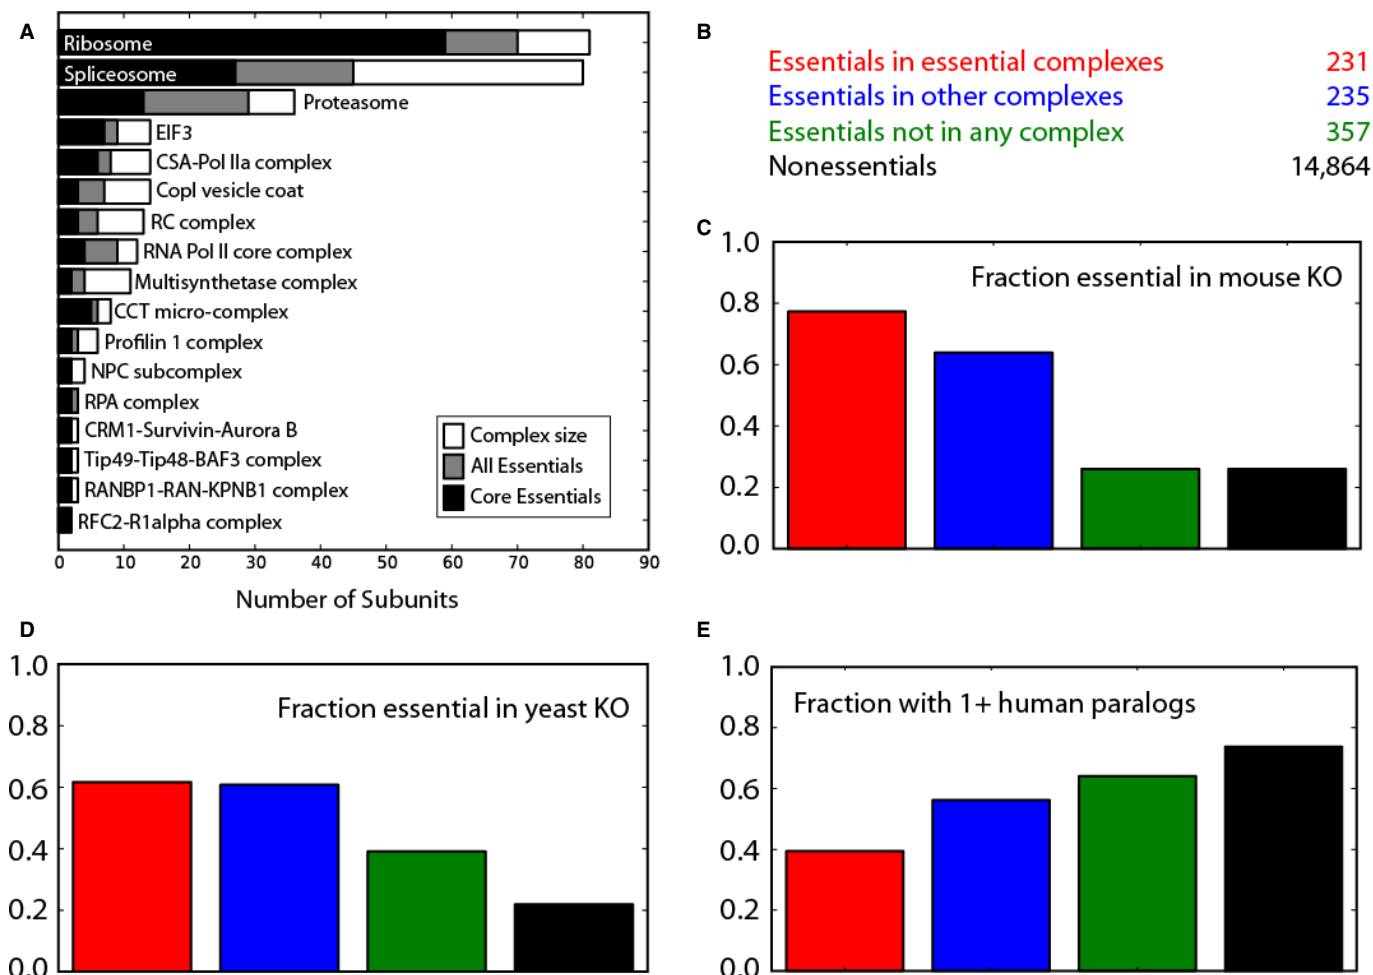 A
Ribosome
Spliceosome
Proteasome
EIF3
CSA-Pol IIa complex
CopI vesicle coat
RC complex
RNA Pol II core complex
Multisynthetase complex
CCT micro-complex
Profilin 1 complex
NPC subcomplex
RPA complex
CRM1-Survivin-Aurora B
Tip49-Tip48-BAF3 complex
RANBP1-RAN-KPNB1 complex
RFC2-R1alpha complex
Complex size
All Essentials
Core Essentials
0 10 20 30 40 50 60 70 80 90
Number of Subunits
B
Essentials in essential complexes 231
Essentials in other complexes 235
Essentials not in any complex 357
Nonessentials 14,864
C
Fraction essential in mouse KO
1.0
0.8
0.6
0.4
0.2
0.0
D
Fraction essential in yeast KO
1.0
0.8
0.6
0.4
0.2
0.0
E
Fraction with 1+ human paralogs
1.0
0.8
0.6
0.4
0.2
0.0